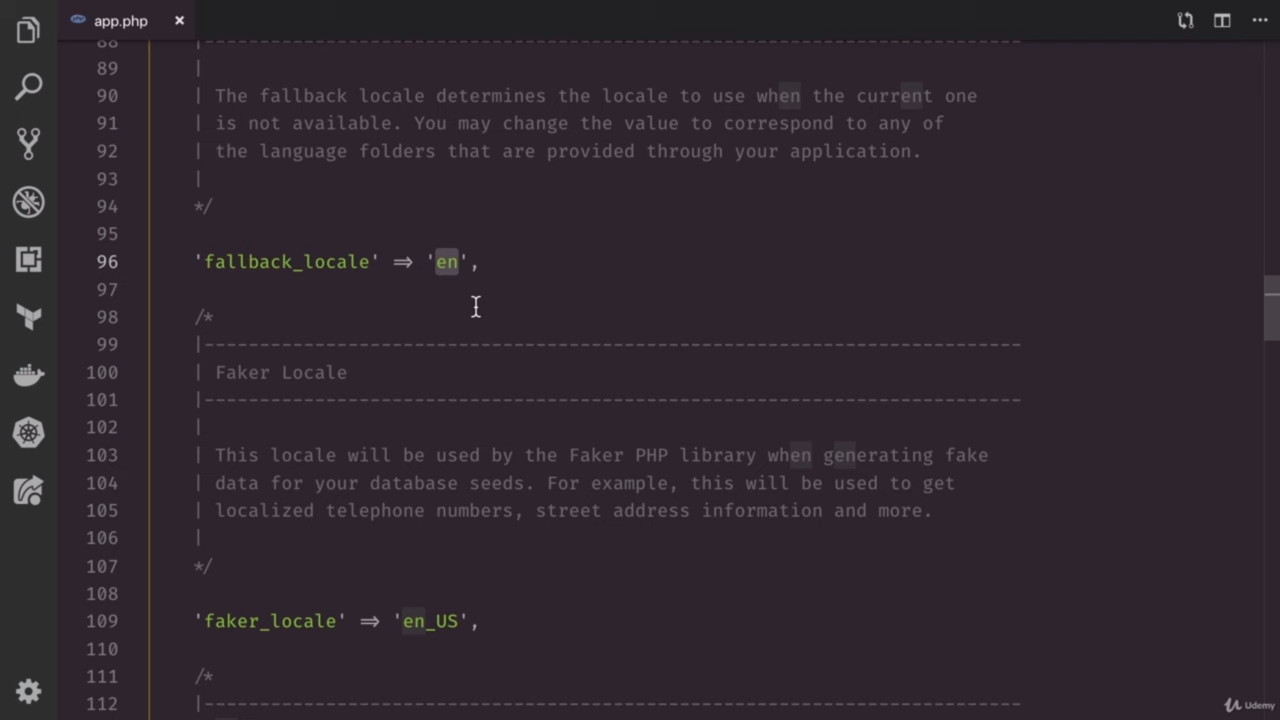 app.php
88 |----------------------------------------------------------------------
89 |
90 | The fallback locale determines the locale to use when the current one
91 | is not available. You may change the value to correspond to any of
92 | the language folders that are provided through your application.
93 |
94 */
95
96 'fallback_locale' => 'en',
97
98 /*
99 |--------------------------------------------------------------------------
100 | Faker Locale
101 |--------------------------------------------------------------------------
102 |
103 | This locale will be used by the Faker PHP library when generating fake
104 | data for your database seeds. For example, this will be used to get
105 | localized telephone numbers, street address information and more.
106 |
107 */
108
109 'faker_locale' => 'en_US',
110
111 /*
112 |--------------------------------------------------------------------------
Udemy